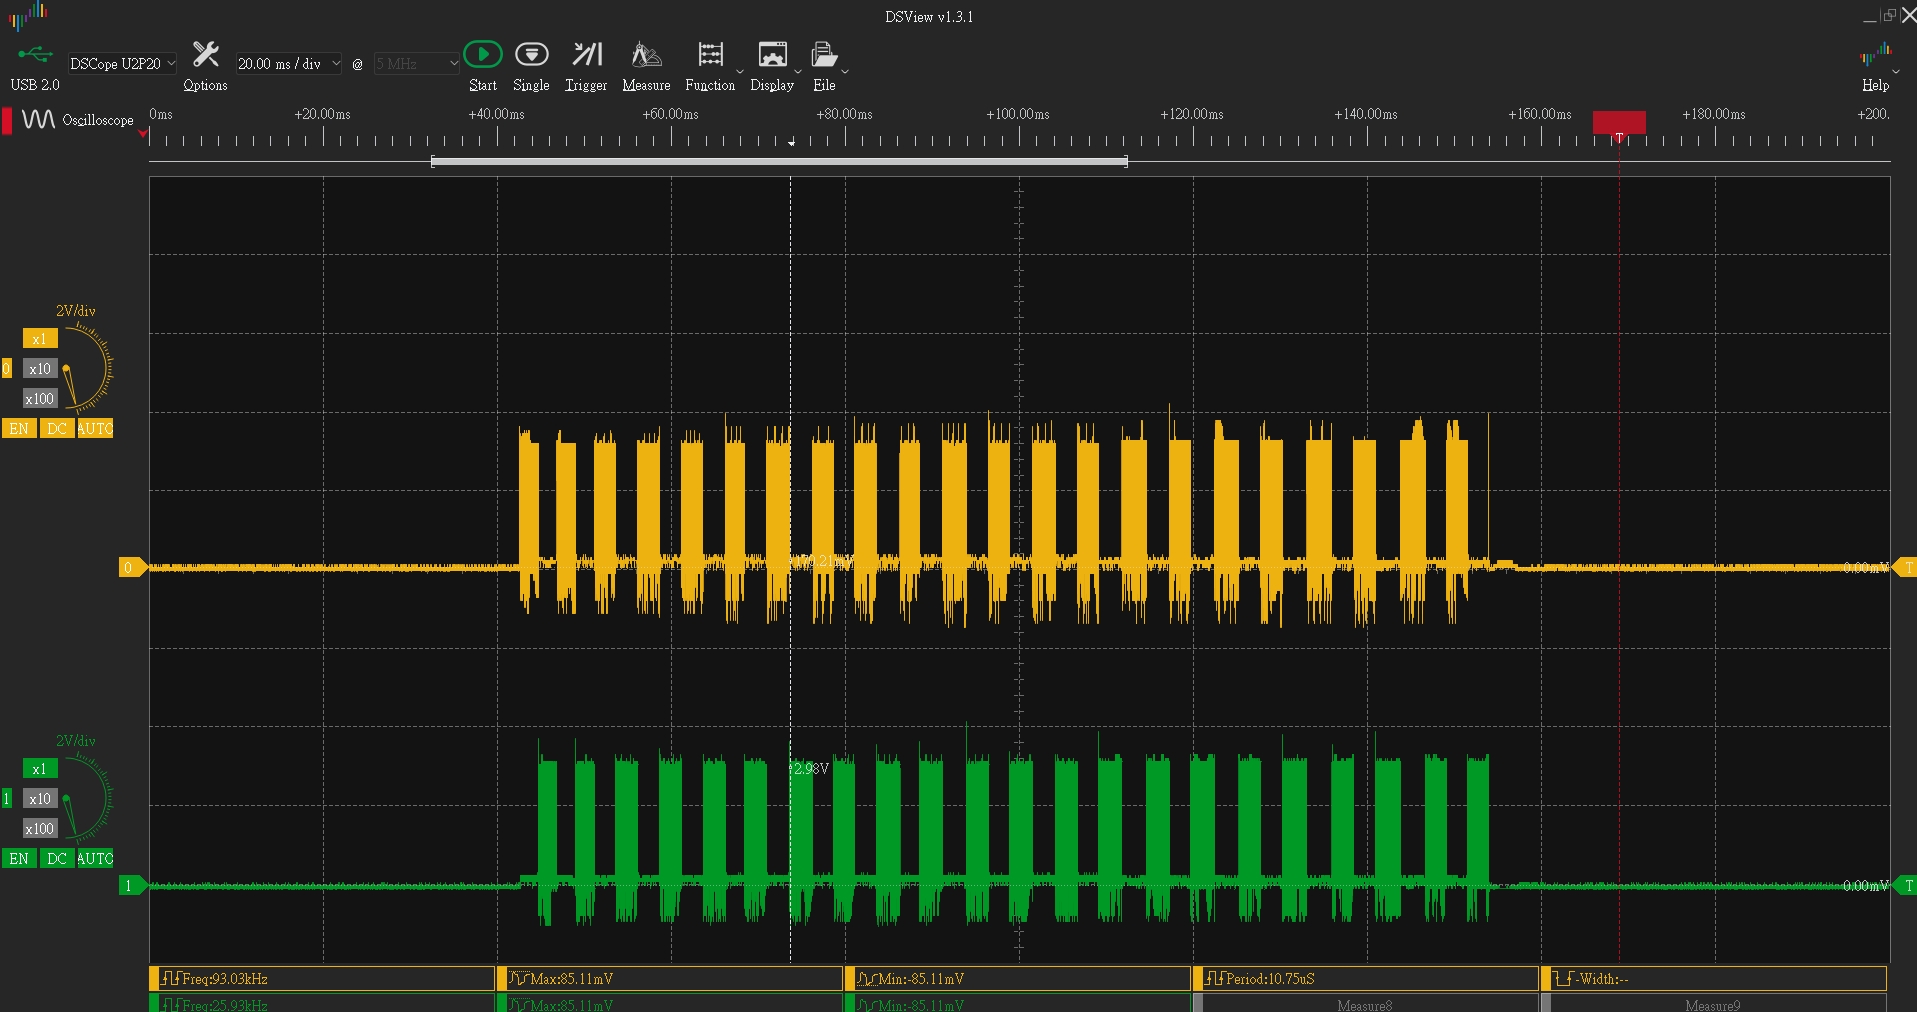 DSView v1.3.1
USB 2.0
DSCope U2P20
Options
20.00 ms / div
@
5 MHz
Start
Single
Trigger
Measure
Function
Display
File
Help
Oscilloscope
0ms
+20.00ms
+40.00ms
+60.00ms
+80.00ms
+100.00ms
+120.00ms
+140.00ms
+160.00ms
+180.00ms
+200.
T
2V/div
x1
0
x10
x100
EN
DC
AUTO
0
170.21mV
0.00mV
T
2V/div
x1
1
x10
x100
EN
DC
AUTO
2.98V
1
0.00mV
T
Freq:93.03kHz
Max:85.11mV
Min:-85.11mV
Period:10.75uS
-Width:--
Freq:25.93kHz
Max:85.11mV
Min:-85.11mV
Measure8
Measure9